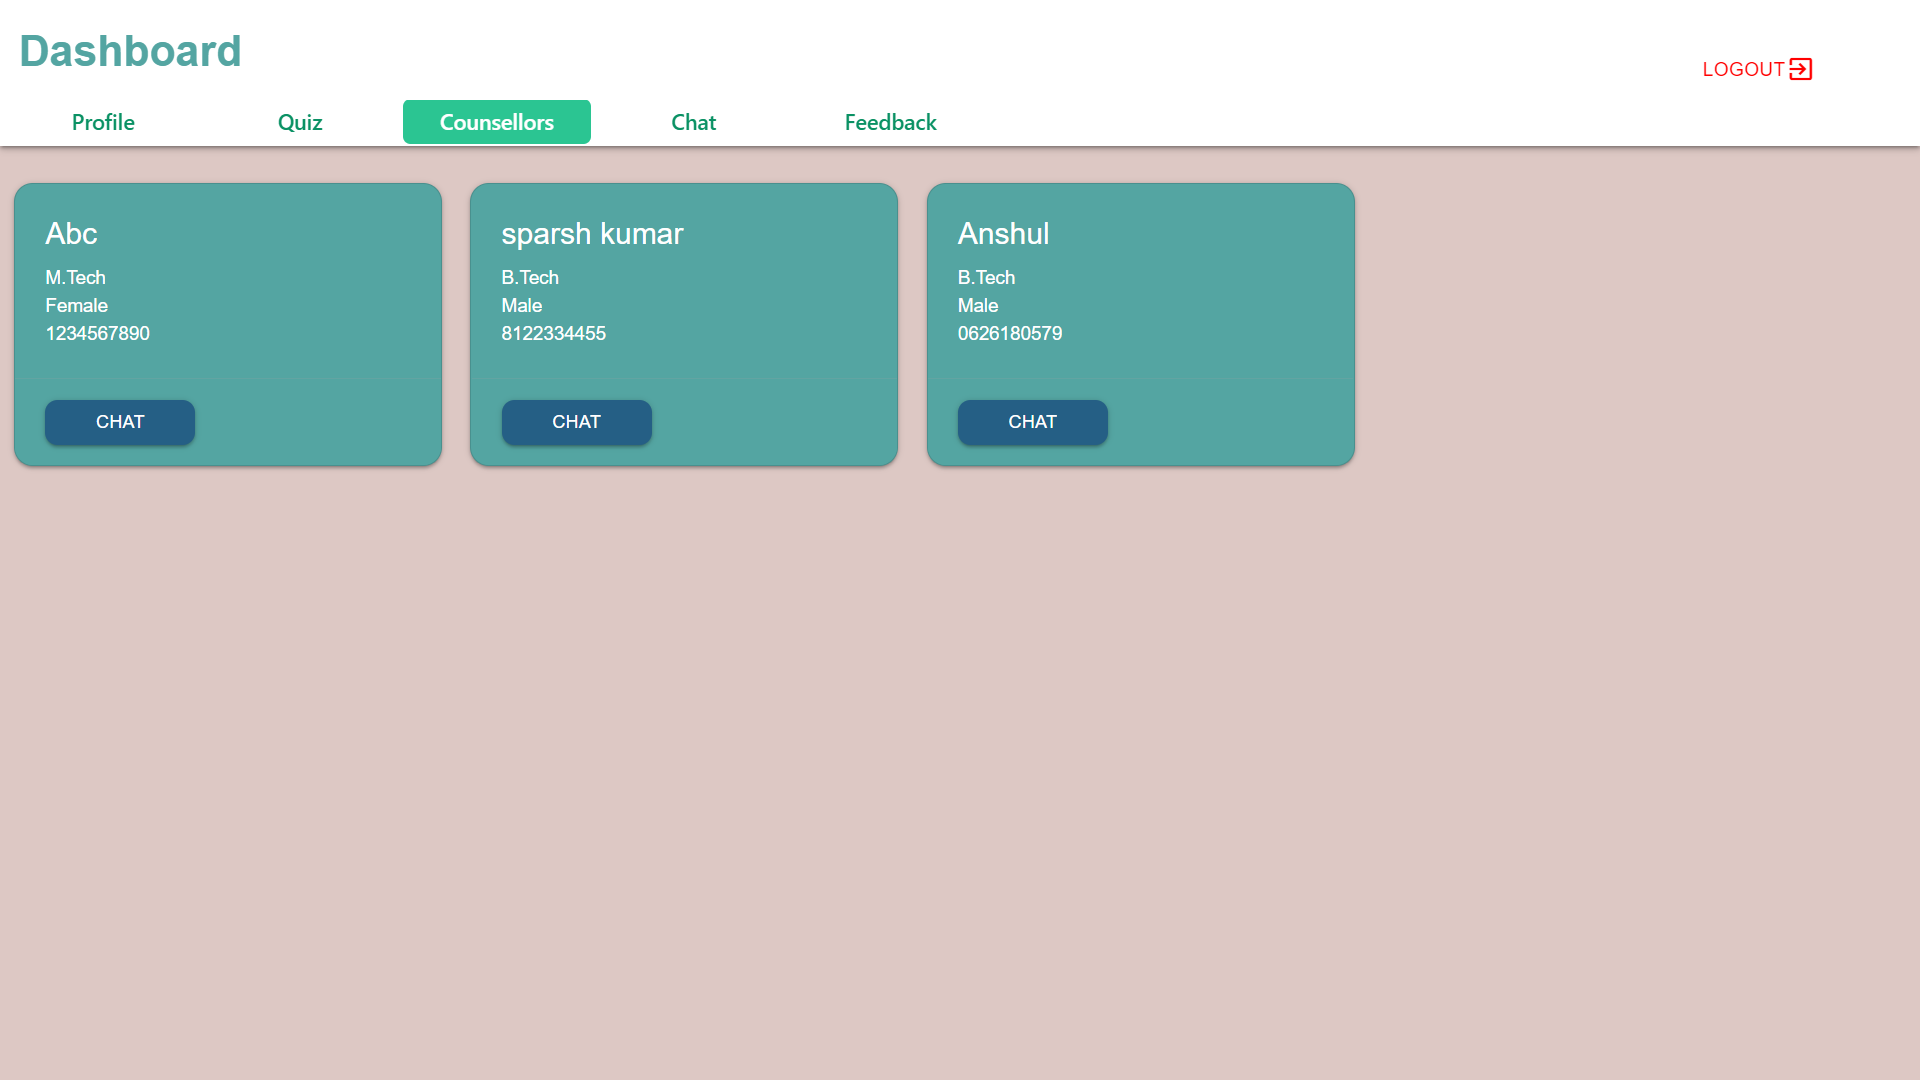 Dashboard
LOGOUT
Profile
Quiz
Counsellors
Chat
Feedback
Abc
M.Tech
Female
1234567890
CHAT
sparsh kumar
B.Tech
Male
8122334455
CHAT
Anshul
B.Tech
Male
0626180579
CHAT